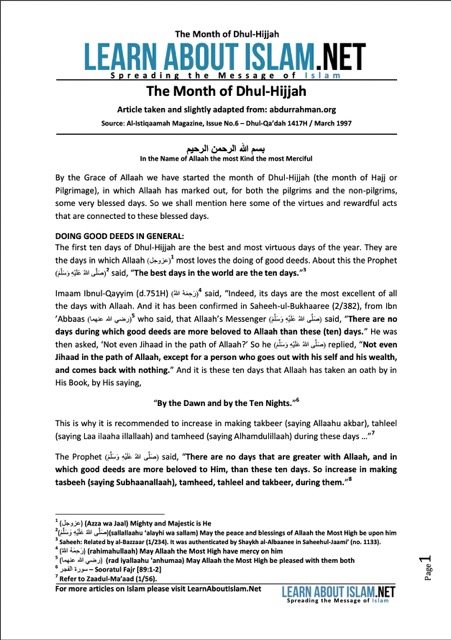 The Month of Dhul-Hijjah
LEARN ABOUT ISLAM.NET
Spreading the Message of Islam
The Month of Dhul-Hijjah
Article taken and slightly adapted from: abdurrahman.org
Source: Al-Istiqaamah Magazine, Issue No.6 – Dhul-Qa’dah 1417H / March 1997
بسم الله الرحمن الرحيم
In the Name of Allaah the most Kind the most Merciful
By the Grace of Allaah we have started the month of Dhul-Hijjah (the month of Hajj or
Pilgrimage), in which Allaah has marked out, for both the pilgrims and the non-pilgrims,
some very blessed days. So we shall mention here some of the virtues and rewardful acts
that are connected to these blessed days.
DOING GOOD DEEDS IN GENERAL:
The first ten days of Dhul-Hijjah are the best and most virtuous days of the year. They are
the days in which Allaah (عزوجل)1 most loves the doing of good deeds. About this the Prophet
(صَلَّى اللهُ عَلَيْهِ وَسَلَّمَ)2 said, “The best days in the world are the ten days.”3
Imaam Ibnul-Qayyim (d.751H) (رَحِمَهُ اللهُ)4 said, “Indeed, its days are the most excellent of all
the days with Allaah. And it has been confirmed in Saheeh-ul-Bukhaaree (2/382), from Ibn
’Abbaas (رضي الله عنهما)5 who said, that Allaah’s Messenger (صَلَّى اللهُ عَلَيْهِ وَسَلَّمَ) said, “There are no
days during which good deeds are more beloved to Allaah than these (ten) days.” He was
then asked, ‘Not even Jihaad in the path of Allaah?’ So he (صَلَّى اللهُ عَلَيْهِ وَسَلَّمَ) replied, “Not even
Jihaad in the path of Allaah, except for a person who goes out with his self and his wealth,
and comes back with nothing.” And it is these ten days that Allaah has taken an oath by in
His Book, by His saying,
“By the Dawn and by the Ten Nights.”6
This is why it is recommended to increase in making takbeer (saying Allaahu akbar), tahleel
(saying Laa ilaaha illallaah) and tamheed (saying Alhamdulillaah) during these days …”7
The Prophet (صَلَّى اللهُ عَلَيْهِ وَسَلَّمَ) said, “There are no days that are greater with Allaah, and in
which good deeds are more beloved to Him, than these ten days. So increase in making
tasbeeh (saying Subhaanallaah), tamheed, tahleel and takbeer, during them.”8
1 (عزوجل) (Azza wa Jaal) Mighty and Majestic is He
2 (صَلَّى اللهُ عَلَيْهِ وَسَلَّمَ)(sallallaahu ’alayhi wa sallam) May the peace and blessings of Allaah the Most High be upon him
3 Saheeh: Related by al-Bazzaar (1/234). It was authenticated by Shaykh al-Albaanee in Saheehul-Jaami’ (no. 1133).
4 (رَحِمَهُ اللهُ) (rahimahullaah) May Allaah the Most High have mercy on him
5 (رضي الله عنهما) (rad iyallaahu ’anhumaa) May Allaah the Most High be pleased with them both
6 سورة الفجر – Sooratul Fajr [89:1-2]
7 Refer to Zaadul-Ma’aad (1/56).
For more articles on Islam please visit LearnAboutIslam.Net
LEARN ABOUT ISLAM.NET
Spreading the Message of Islam
Page 1